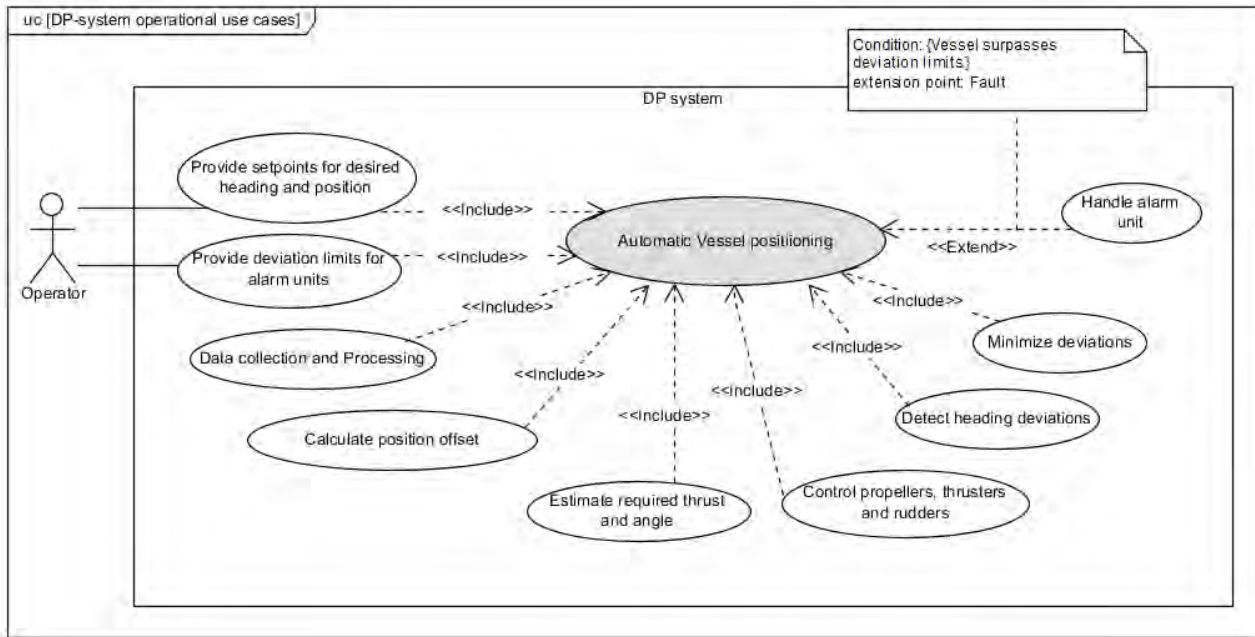 uc [DP-system operational use cases]
Condition: {Vessel surpasses
deviation limits}
extension point: Fault
DP system
Provide setpoints for desired
heading and position
<<Include>>
Automatic Vessel positioning
Handle alarm
unit
<<Extend>>
Operator
Provide deviation limits for
alarm units
<<Include>>
Data collection and Processing
<<Include>>
Minimize deviations
<<Include>>
Calculate position offset
<<Include>>
Detect heading deviations
<<Include>>
Estimate required thrust
and angle
<<Include>>
Control propellers, thrusters
and rudders
<<Include>>